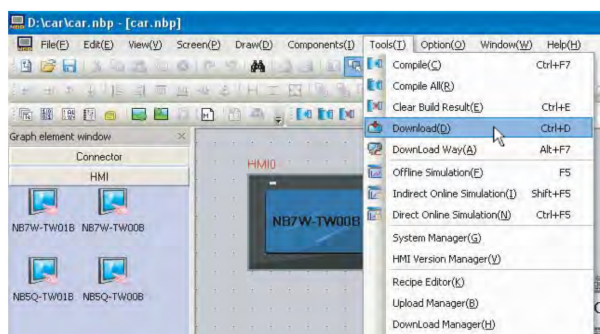 D:\car\car.nbp - [car.nbp]
File(F) Edit(E) View(V) Screen(P) Draw(D) Components(I) Tools(T) Option(O) Window(W) Help(H)
Compile(C) Ctrl+F7
Compile All(R)
Clear Build Result(E) Ctrl+E
Download(D) Ctrl+D
DownLoad Way(A) Alt+F7
Offline Simulation(F) F5
Indirect Online Simulation(I) Shift+F5
Direct Online Simulation(N) Ctrl+F5
System Manager(G)
HMI Version Manager(V)
Recipe Editor(K)
Upload Manager(B)
DownLoad Manager(H)
Graph element window
Connector
HMI
NB7W-TW01B NB7W-TW00B
NB5Q-TW01B NB5Q-TW00B
HMI0
NB7W-TW00B